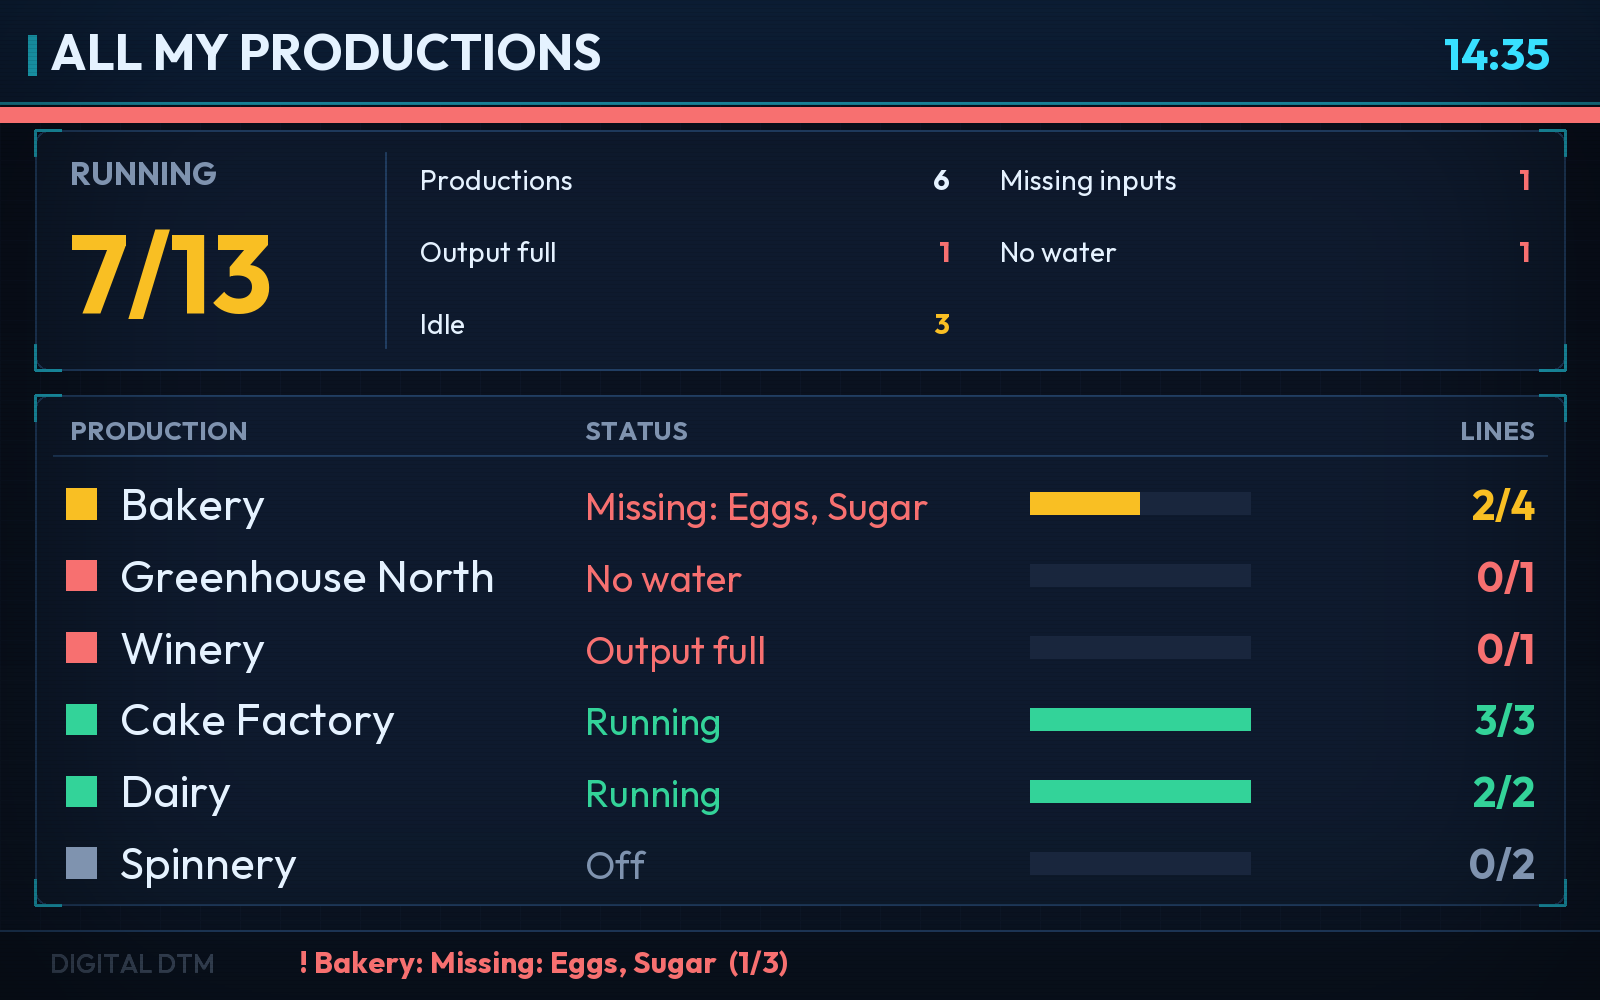 ALL MY PRODUCTIONS 14:35
RUNNING
7/13
Productions 6 Missing inputs 1
Output full 1 No water 1
Idle 3
PRODUCTION STATUS LINES
Bakery Missing: Eggs, Sugar 2/4
Greenhouse North No water 0/1
Winery Output full 0/1
Cake Factory Running 3/3
Dairy Running 2/2
Spinnery Off 0/2
DIGITAL DTM ! Bakery: Missing: Eggs, Sugar (1/3)